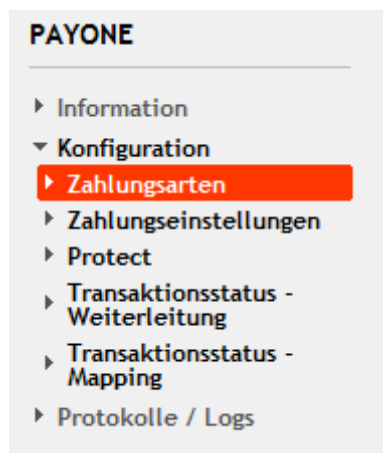 PAYONE
Information
Konfiguration
Zahlungsarten
Zahlungseinstellungen
Protect
Transaktionsstatus -
Weiterleitung
Transaktionsstatus -
Mapping
Protokolle / Logs